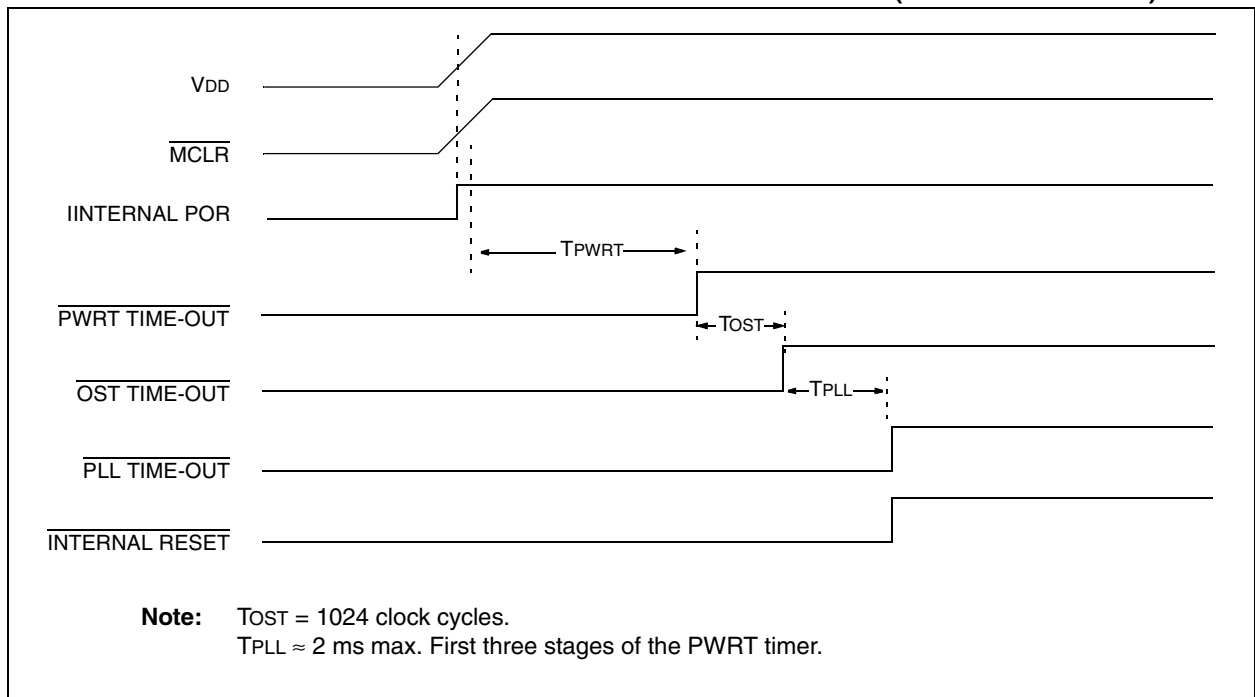 VDD
MCLR
IINTERNAL POR
TPWRT
PWRT TIME-OUT
TOST
OST TIME-OUT
TPLL
PLL TIME-OUT
INTERNAL RESET
Note: TOST = 1024 clock cycles.
TPLL ≈ 2 ms max. First three stages of the PWRT timer.